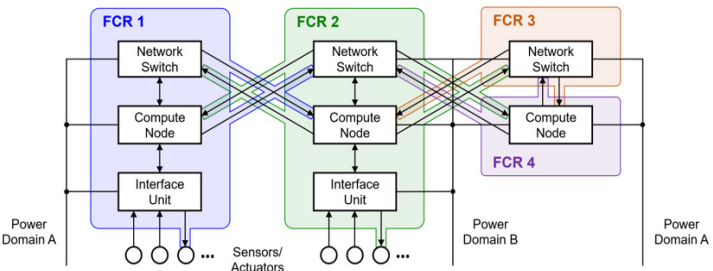 FCR 1
FCR 2
FCR 3
Network
Switch
Network
Switch
Network
Switch
Compute
Node
Compute
Node
Compute
Node
FCR 4
Interface
Unit
Interface
Unit
Power
Domain A
Sensors/
Actuators
Power
Domain B
Power
Domain A
...
...